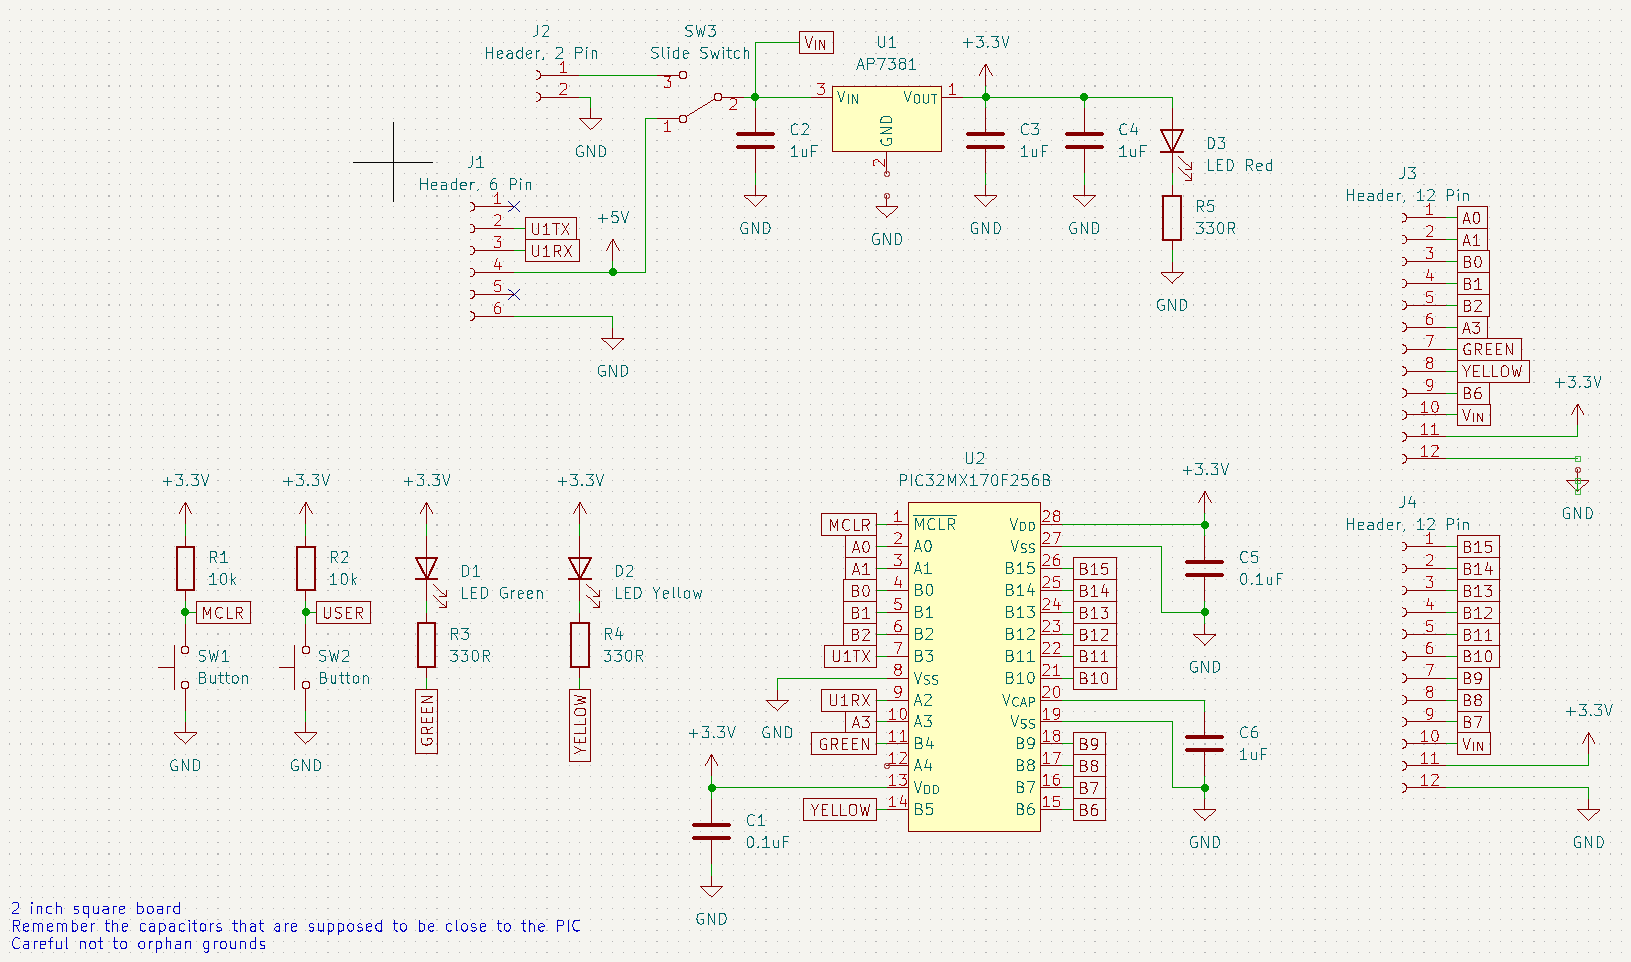 J2
Header, 2 Pin
1
2
GND
SW3
Slide Switch
3
2
1
VIN
U1
AP7381
3
VIN
VOUT
1
GND
2
GND
+3.3V
C2
1uF
GND
C3
1uF
GND
C4
1uF
GND
D3
LED Red
R5
330R
GND
J1
Header, 6 Pin
1
2
U1TX
3
U1RX
4
5
6
+5V
GND
J3
Header, 12 Pin
1 A0
2 A1
3 B0
4 B1
5 B2
6 A3
7 GREEN
8 YELLOW
9 B6
10 VIN
11
12
+3.3V
GND
+3.3V
R1
10k
MCLR
SW1
Button
GND
+3.3V
R2
10k
USER
SW2
Button
GND
+3.3V
D1
LED Green
R3
330R
GREEN
+3.3V
D2
LED Yellow
R4
330R
YELLOW
U2
PIC32MX170F256B
MCLR 1 MCLR
A0 2 A0
A1 3 A1
B0 4 B0
B1 5 B1
B2 6 B2
U1TX 7 B3
8 VSS
U1RX 9 A2
A3 10 A3
GREEN 11 B4
12 A4
13 VDD
YELLOW 14 B5
VDD 28
VSS 27
B15 26 B15
B14 25 B14
B13 24 B13
B12 23 B12
B11 22 B11
B10 21 B10
VCAP 20
VSS 19
B9 18 B9
B8 17 B8
B7 16 B7
B6 15 B6
GND
+3.3V
C1
0.1uF
GND
+3.3V
C5
0.1uF
GND
C6
1uF
GND
J4
Header, 12 Pin
1 B15
2 B14
3 B13
4 B12
5 B11
6 B10
7 B9
8 B8
9 B7
10 VIN
11
12
+3.3V
GND
2 inch square board
Remember the capacitors that are supposed to be close to the PIC
Careful not to orphan grounds